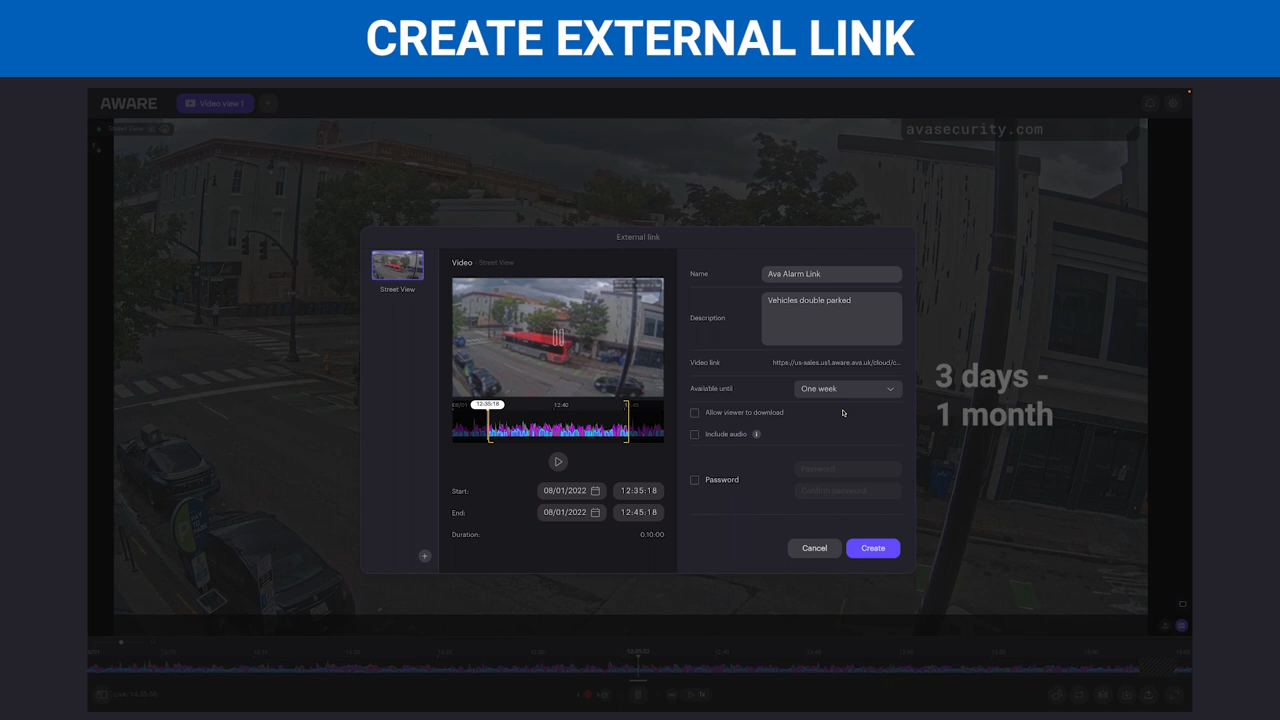 CREATE EXTERNAL LINK
AWARE
Video view 1
+
Street View
avasecurity.com
External link
Street View
Video - Street View
12:35:18
12:40
Start: 08/01/2022 12:35:18
End: 08/01/2022 12:45:18
Duration: 0:10:00
Name Ava Alarm Link
Description Vehicles double parked
Video link https://us-sales.us1.aware.ava.uk/cloud/c...
Available until One week
Allow viewer to download
Include audio i
Password Password
Confirm password
Cancel Create
3 days -
1 month